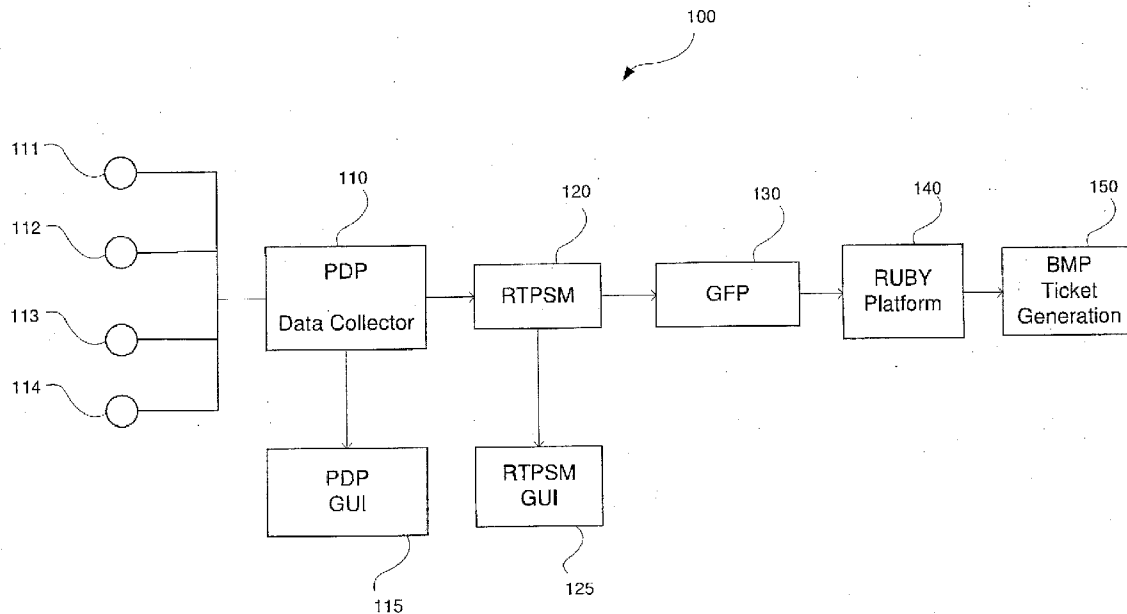 100
111
110
120
130
140
150
112
PDP
Data Collector
RTPSM
GFP
RUBY
Platform
BMP
Ticket
Generation
113
114
PDP
GUI
RTPSM
GUI
115
125